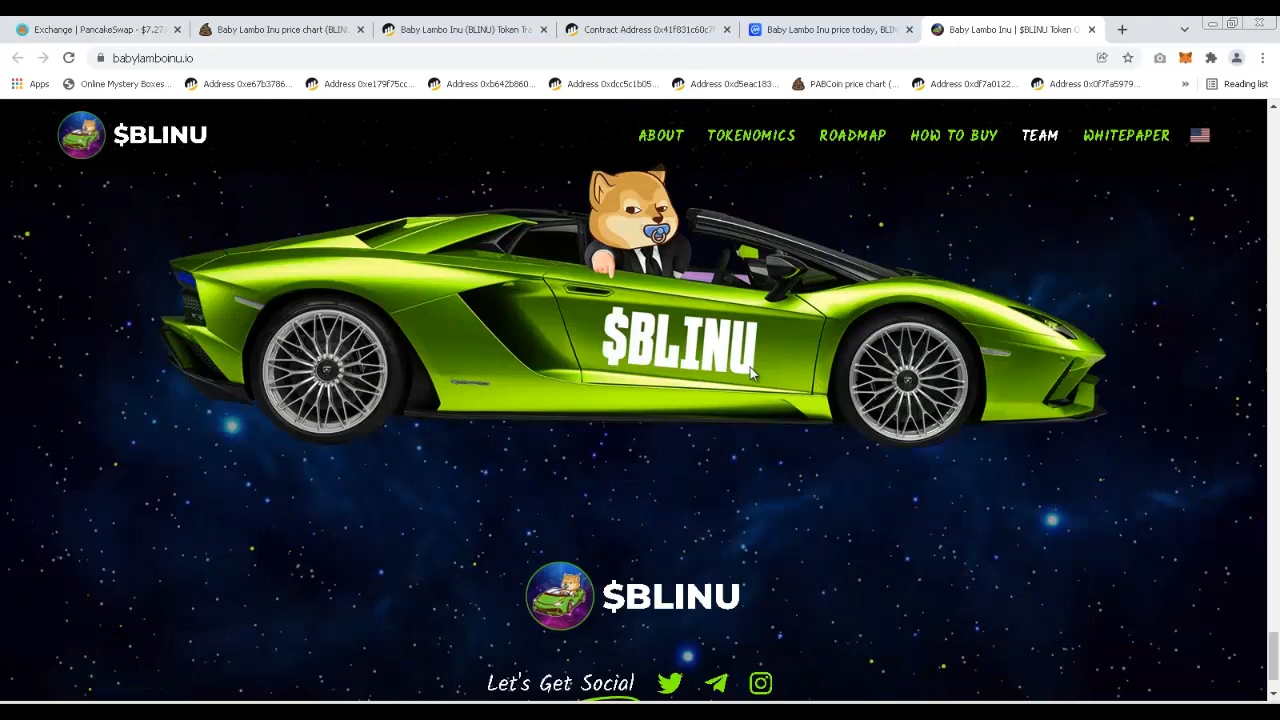 Exchange | PancakeSwap - $7.27
Baby Lambo Inu price chart (BLIN
Baby Lambo Inu (BLINU) Token Tr
Contract Address 0x41f831c60c7
Baby Lambo Inu price today, BLIN
Baby Lambo Inu | $BLINU Token O
babylamboinu.io
Apps
Online Mystery Boxes...
Address 0xe67b3786...
Address 0xe179f75cc...
Address 0xb642b860...
Address 0xdcc5c1b05...
Address 0xd5eac183...
PABCoin price chart (...
Address 0xdf7a0122...
Address 0x0f7fa5979...
»
Reading list
$BLINU
ABOUT
TOKENOMICS
ROADMAP
HOW TO BUY
TEAM
WHITEPAPER
$BLINU
$BLINU
Let's Get Social